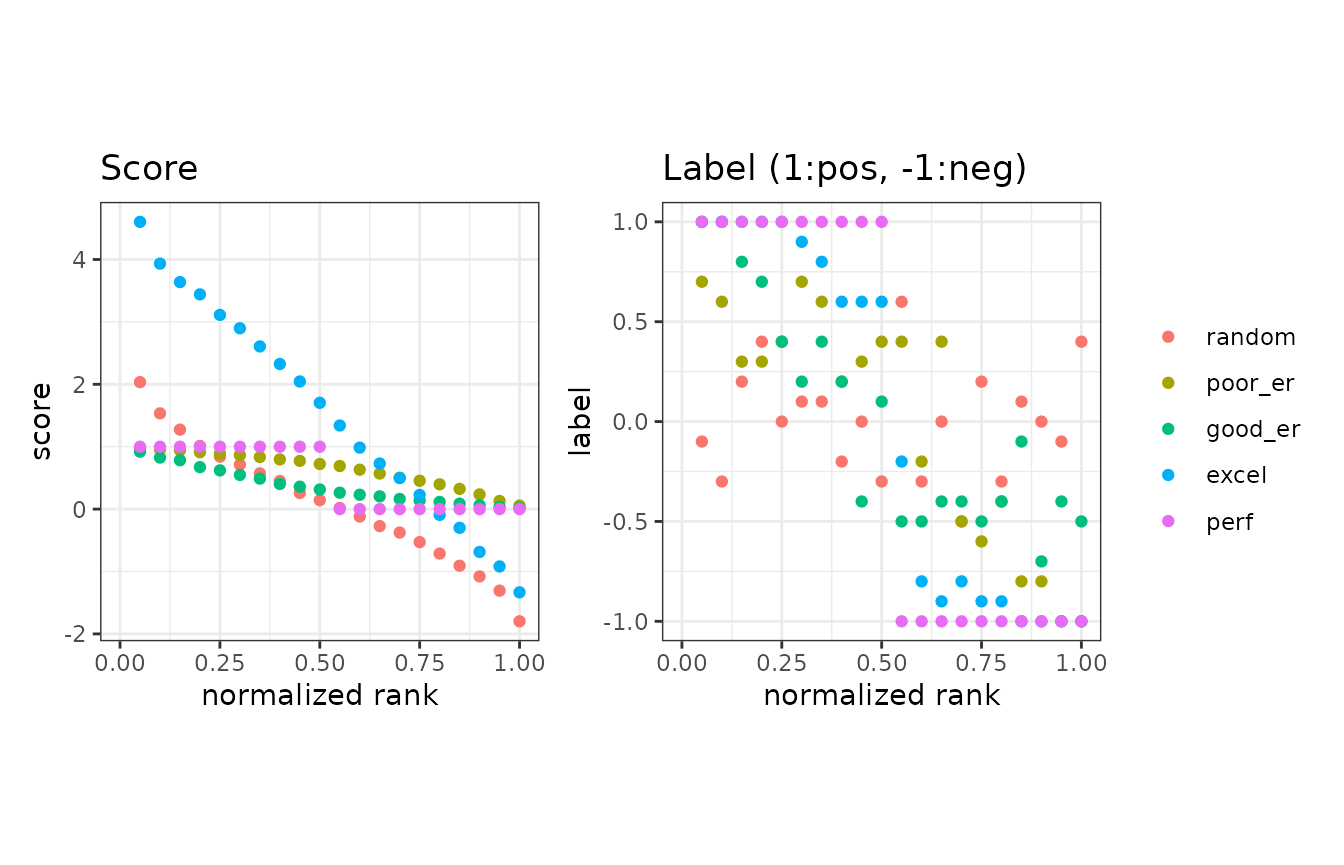 Score
4
2
0
-2
score
0.00 0.25 0.50 0.75 1.00
normalized rank
Label (1:pos, -1:neg)
1.0
0.5
0.0
-0.5
-1.0
label
0.00 0.25 0.50 0.75 1.00
normalized rank
random
poor_er
good_er
excel
perf